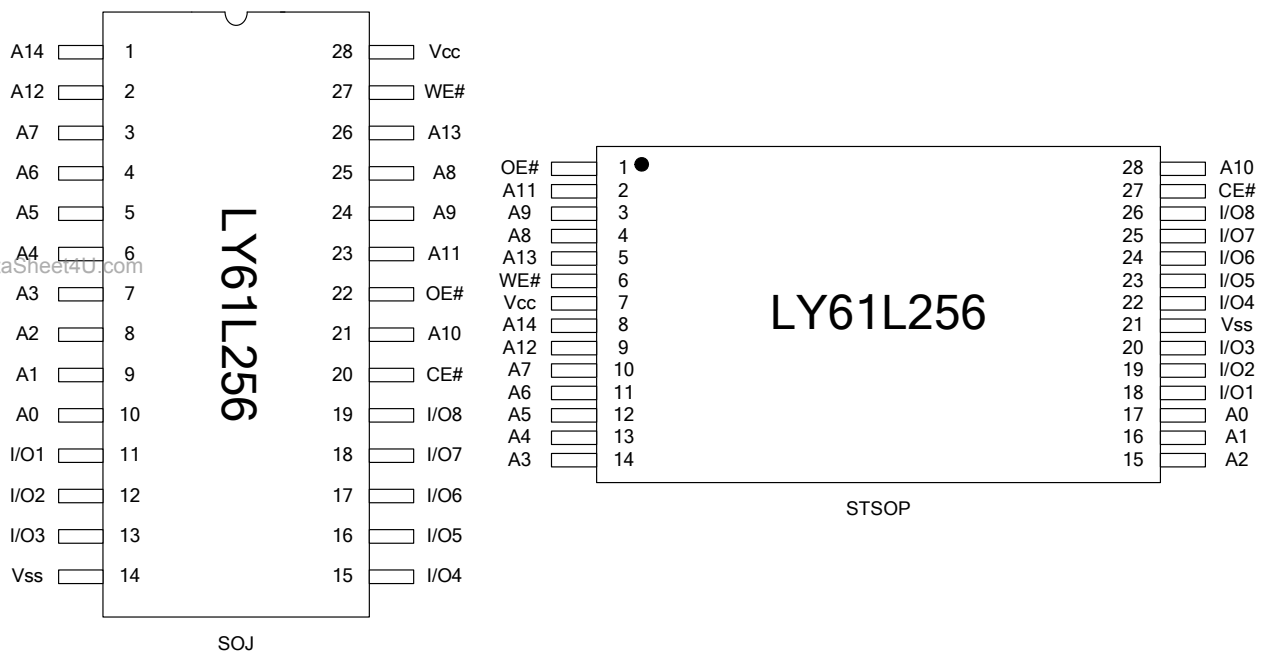 A14 1 28 Vcc
A12 2 27 WE#
A7 3 26 A13
A6 4 25 A8
A5 5 24 A9
A4 6 23 A11
aSheet4U.com
A3 7 22 OE#
A2 8 21 A10
A1 9 20 CE#
A0 10 19 I/O8
I/O1 11 18 I/O7
I/O2 12 17 I/O6
I/O3 13 16 I/O5
Vss 14 15 I/O4
LY61L256
SOJ
OE# 1 28 A10
A11 2 27 CE#
A9 3 26 I/O8
A8 4 25 I/O7
A13 5 24 I/O6
WE# 6 23 I/O5
Vcc 7 22 I/O4
A14 8 21 Vss
A12 9 20 I/O3
A7 10 19 I/O2
A6 11 18 I/O1
A5 12 17 A0
A4 13 16 A1
A3 14 15 A2
LY61L256
STSOP